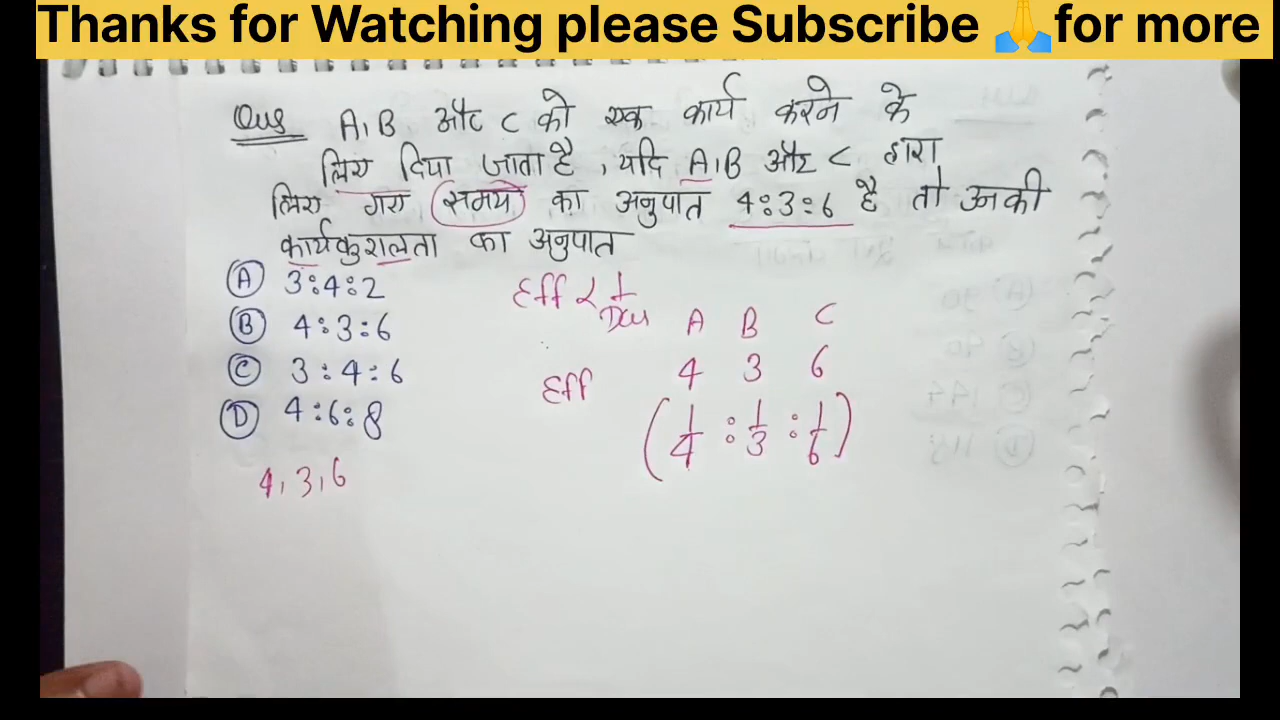 Thanks for Watching please Subscribe 🙏for more
Ques A, B और C को एक कार्य करने के
लिए दिया जाता है, यदि A, B और C द्वारा
लिए गए समय का अनुपात 4:3:6 है तो उनकी
कार्यकुशलता का अनुपात
(A) 3:4:2
(B) 4:3:6
(C) 3:4:6
(D) 4:6:8
Eff ∝ 1/Day
A B C
4 3 6
Eff (1/4 : 1/3 : 1/6)
4, 3, 6